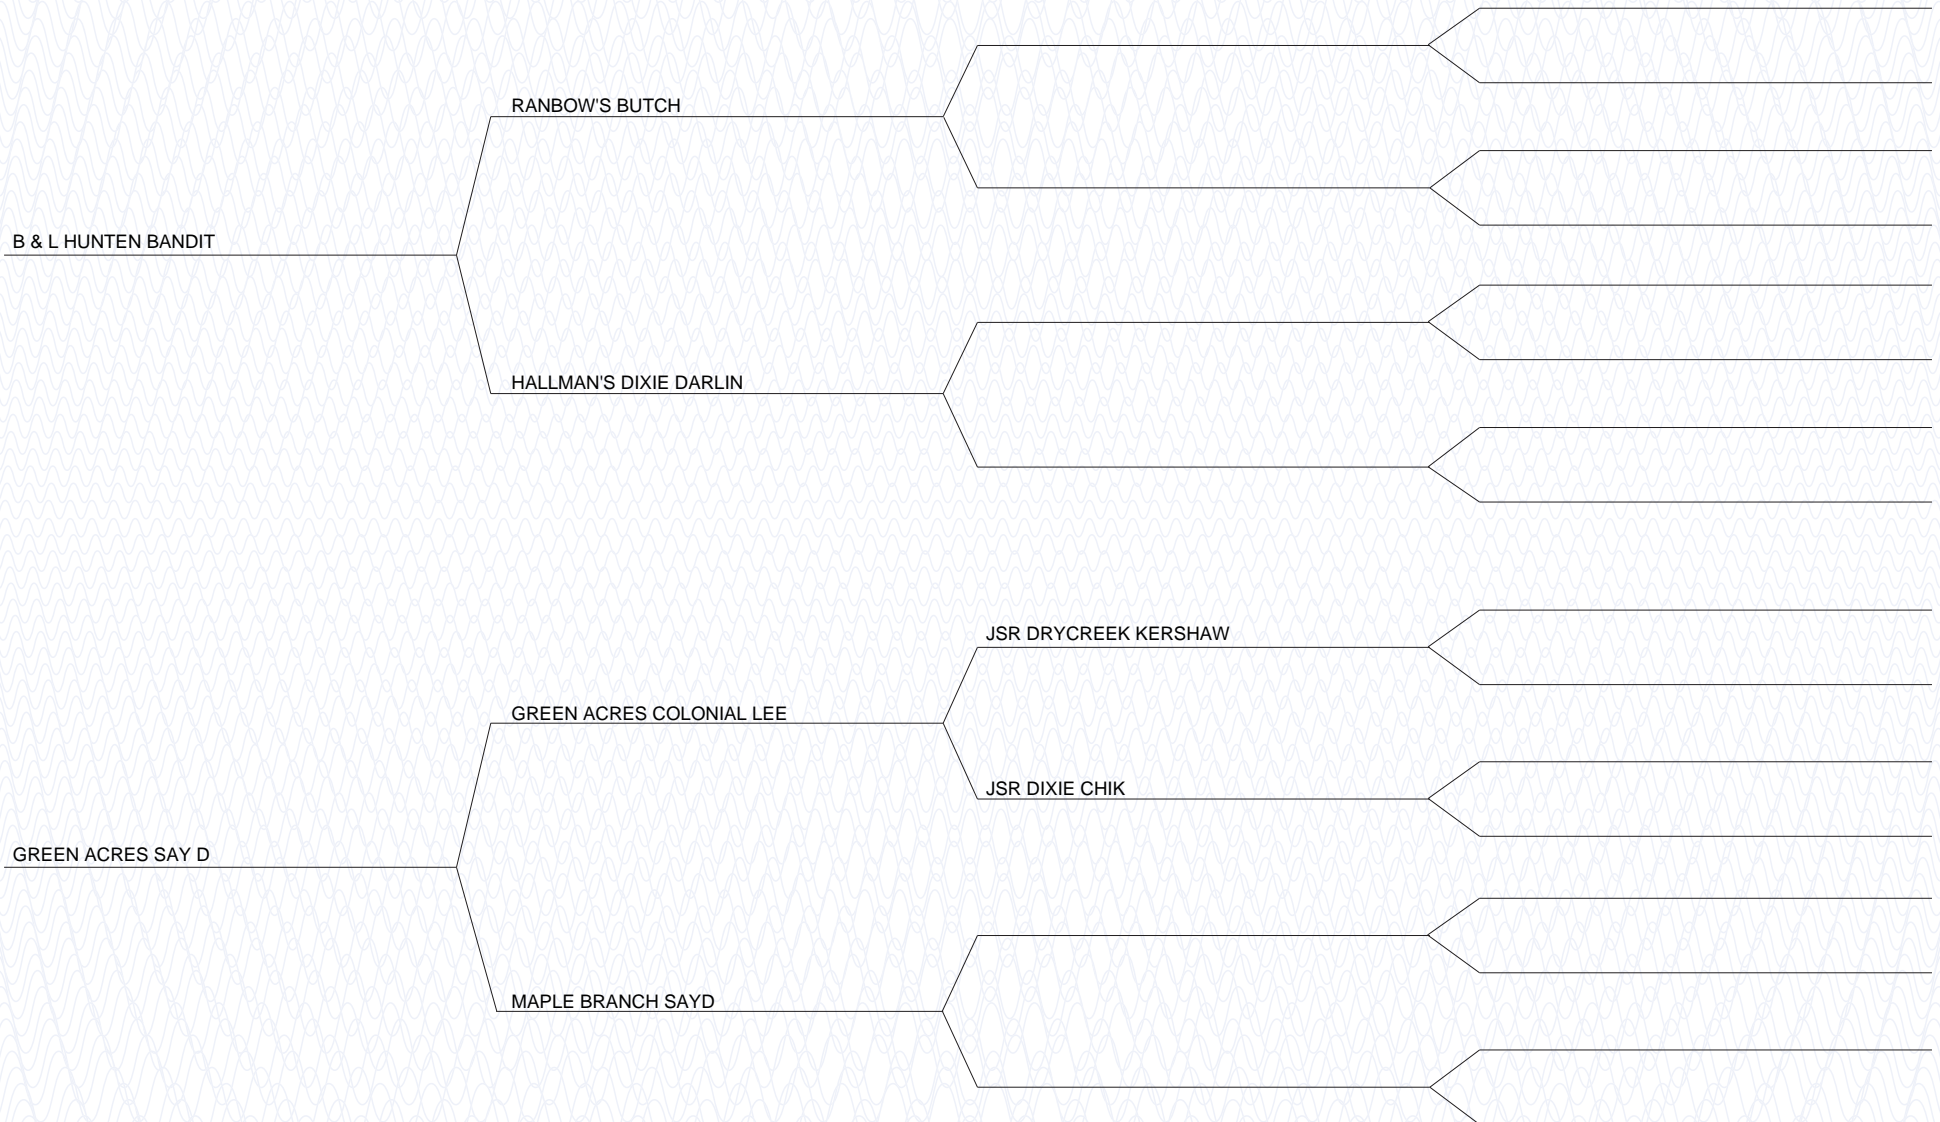 RANBOW'S BUTCH
B & L HUNTEN BANDIT
HALLMAN'S DIXIE DARLIN
JSR DRYCREEK KERSHAW
GREEN ACRES COLONIAL LEE
JSR DIXIE CHIK
GREEN ACRES SAY D
MAPLE BRANCH SAYD